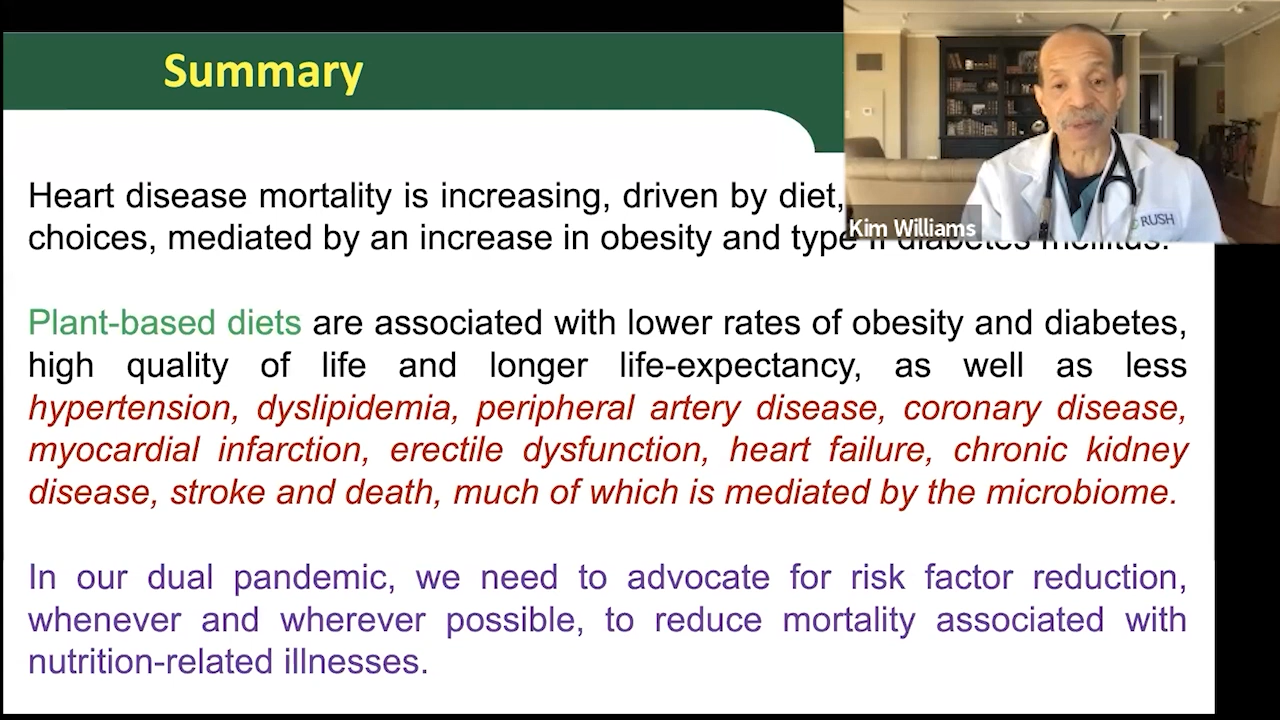 Summary
Heart disease mortality is increasing, driven by diet,
choices, mediated by an increase in obesity and type II diabetes mellitus.
Kim Williams
RUSH
Plant-based diets are associated with lower rates of obesity and diabetes,
high quality of life and longer life-expectancy, as well as less
hypertension, dyslipidemia, peripheral artery disease, coronary disease,
myocardial infarction, erectile dysfunction, heart failure, chronic kidney
disease, stroke and death, much of which is mediated by the microbiome.
In our dual pandemic, we need to advocate for risk factor reduction,
whenever and wherever possible, to reduce mortality associated with
nutrition-related illnesses.